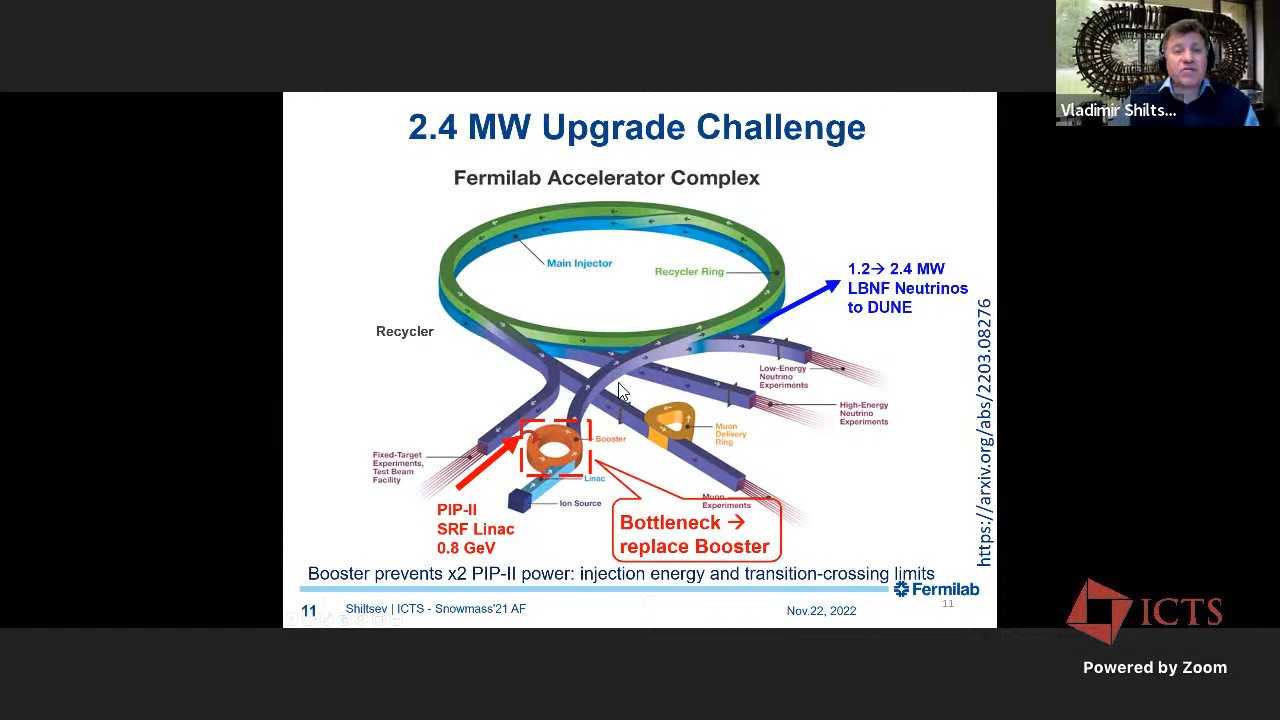 Vladimir Shilts...
2.4 MW Upgrade Challenge
Fermilab Accelerator Complex
Main Injector
Recycler Ring
1.2→ 2.4 MW
LBNF Neutrinos
to DUNE
Recycler
https://arxiv.org/abs/2203.08276
Low-Energy
Neutrino
Experiments
High-Energy
Neutrino
Experiments
Booster
Muon
Delivery
Ring
Fixed-Target
Experiments,
Test Beam
Facility
Linac
Ion Source
Muon
Experiments
PIP-II
SRF Linac
0.8 GeV
Bottleneck →
replace Booster
Booster prevents x2 PIP-II power: injection energy and transition-crossing limits
Fermilab
11
Shiltsev | ICTS - Snowmass'21 AF
Nov.22, 2022
11
ICTS
Powered by Zoom